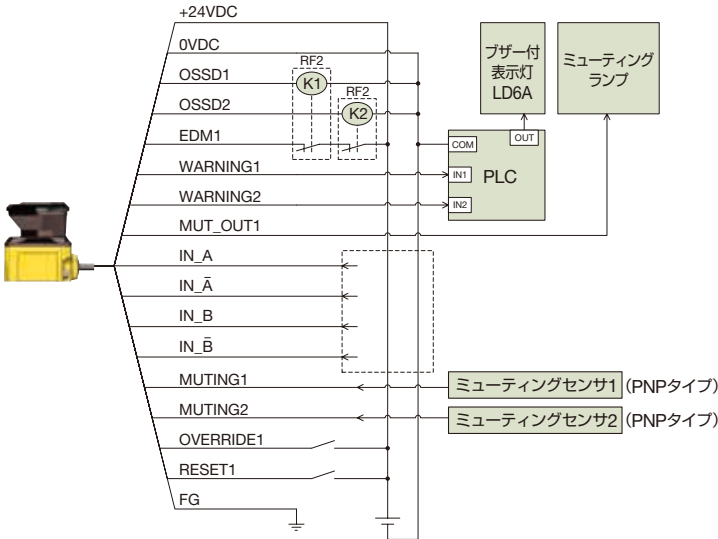 +24VDC
0VDC
OSSD1
OSSD2
EDM1
WARNING1
WARNING2
MUT_OUT1
IN_A
IN_A̅
IN_B
IN_B̅
MUTING1
MUTING2
OVERRIDE1
RESET1
FG
RF2
K1
RF2
K2
ブザー付
表示灯
LD6A
ミューティング
ランプ
OUT
COM
IN1
PLC
IN2
ミューティングセンサ1 (PNPタイプ)
ミューティングセンサ2 (PNPタイプ)